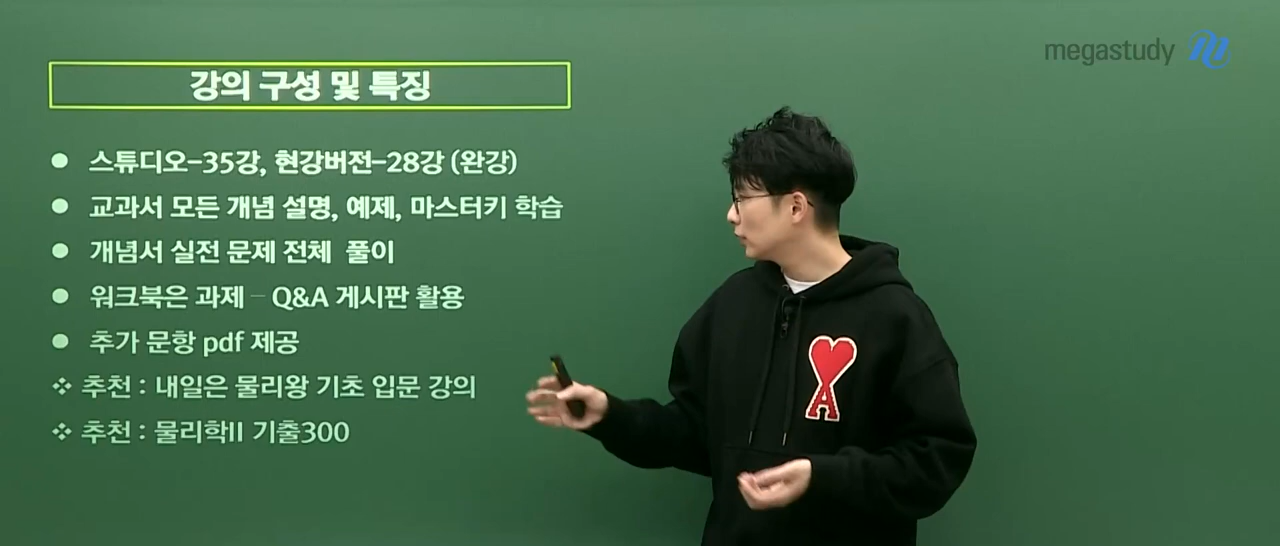 megastudy
강의 구성 및 특징
● 스튜디오-35강, 현강버전-28강 (완강)
● 교과서 모든 개념 설명, 예제, 마스터키 학습
● 개념서 실전 문제 전체 풀이
● 워크북은 과제 – Q&A 게시판 활용
● 추가 문항 pdf 제공
❖ 추천 : 내일은 물리왕 기초 입문 강의
❖ 추천 : 물리학II 기출300
A